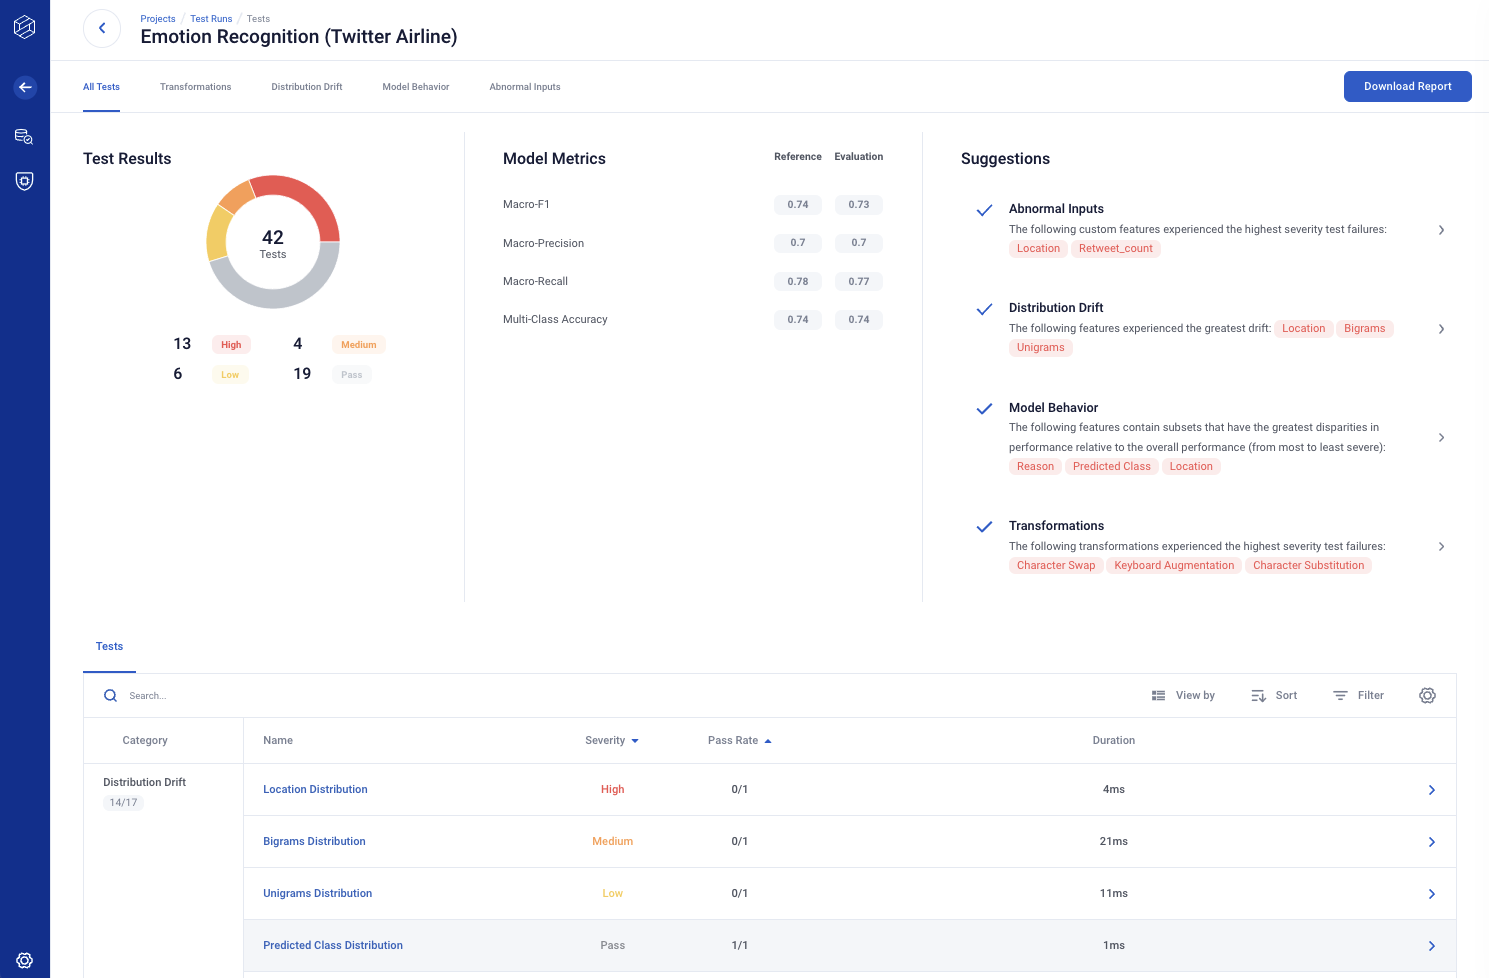 Projects / Test Runs / Tests
Emotion Recognition (Twitter Airline)
All Tests
Transformations
Distribution Drift
Model Behavior
Abnormal Inputs
Download Report
Test Results
42
Tests
13 High
4 Medium
6 Low
19 Pass
Model Metrics
Reference Evaluation
Macro-F1 0.74 0.73
Macro-Precision 0.7 0.7
Macro-Recall 0.78 0.77
Multi-Class Accuracy 0.74 0.74
Suggestions
Abnormal Inputs
The following custom features experienced the highest severity test failures:
Location Retweet_count
Distribution Drift
The following features experienced the greatest drift: Location Bigrams
Unigrams
Model Behavior
The following features contain subsets that have the greatest disparities in
performance relative to the overall performance (from most to least severe):
Reason Predicted Class Location
Transformations
The following transformations experienced the highest severity test failures:
Character Swap Keyboard Augmentation Character Substitution
Tests
Search...
View by
Sort
Filter
Category Name Severity Pass Rate Duration
Distribution Drift
14/17
Location Distribution High 0/1 4ms
Bigrams Distribution Medium 0/1 21ms
Unigrams Distribution Low 0/1 11ms
Predicted Class Distribution Pass 1/1 1ms